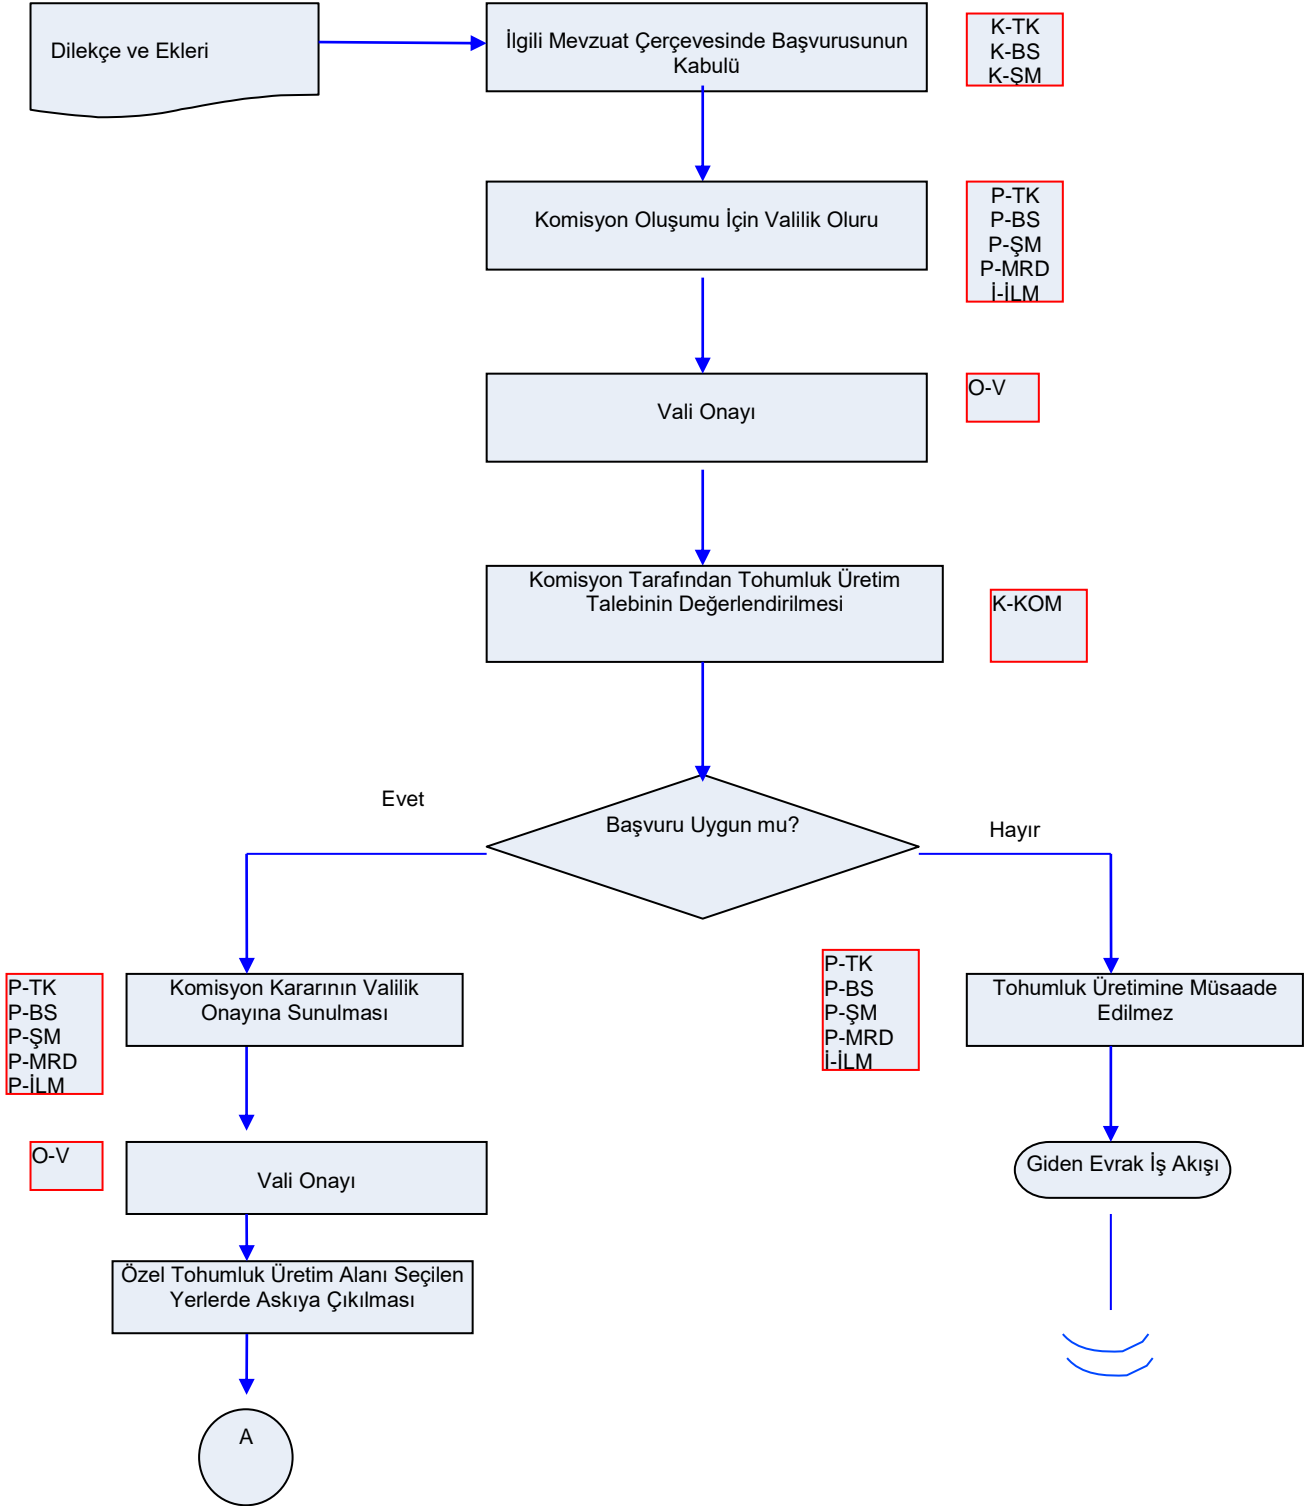 Dilekçe ve Ekleri
İlgili Mevzuat Çerçevesinde Başvurusunun
Kabulü
K-TK
K-BS
K-ŞM
Komisyon Oluşumu İçin Valilik Oluru
P-TK
P-BS
P-ŞM
P-MRD
İ-İLM
Vali Onayı
O-V
Komisyon Tarafından Tohumluk Üretim
Talebinin Değerlendirilmesi
K-KOM
Evet
Başvuru Uygun mu?
Hayır
P-TK
P-BS
P-ŞM
P-MRD
P-İLM
Komisyon Kararının Valilik
Onayına Sunulması
P-TK
P-BS
P-ŞM
P-MRD
İ-İLM
Tohumluk Üretimine Müsaade
Edilmez
O-V
Vali Onayı
Giden Evrak İş Akışı
Özel Tohumluk Üretim Alanı Seçilen
Yerlerde Askıya Çıkılması
A